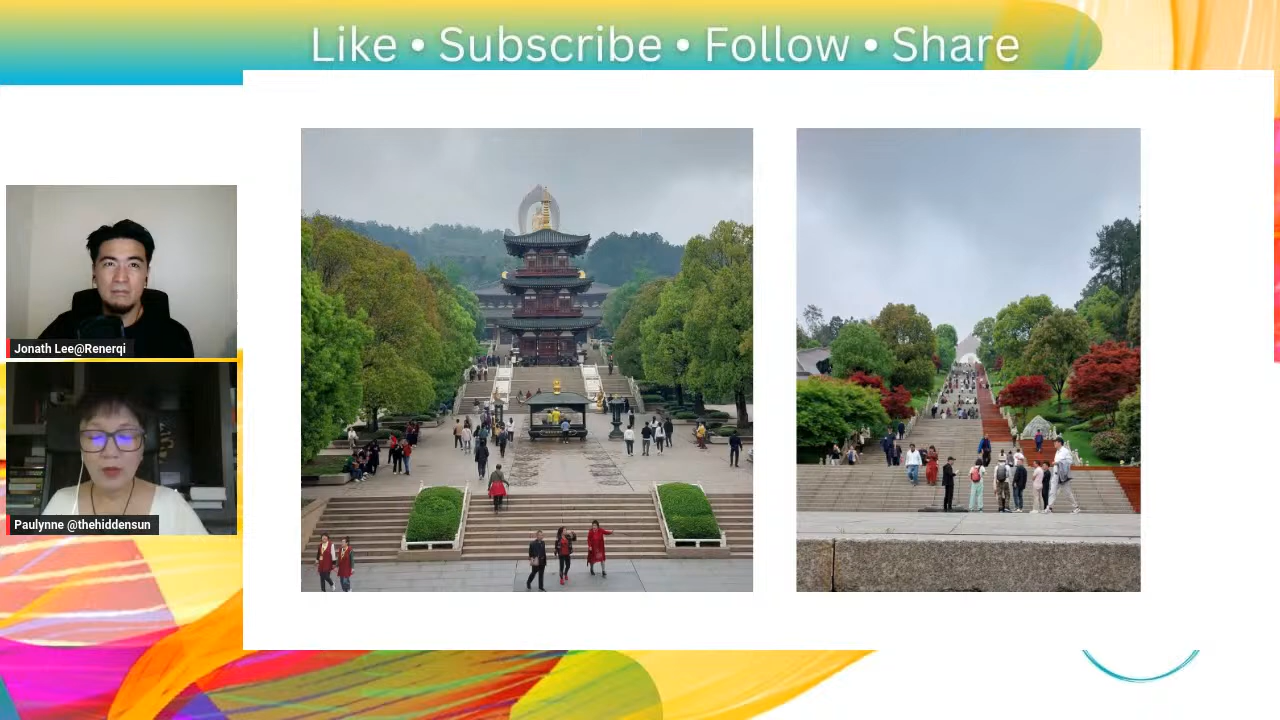 Like • Subscribe • Follow • Share
Jonath Lee@Renerqi
Paulynne @thehiddensun